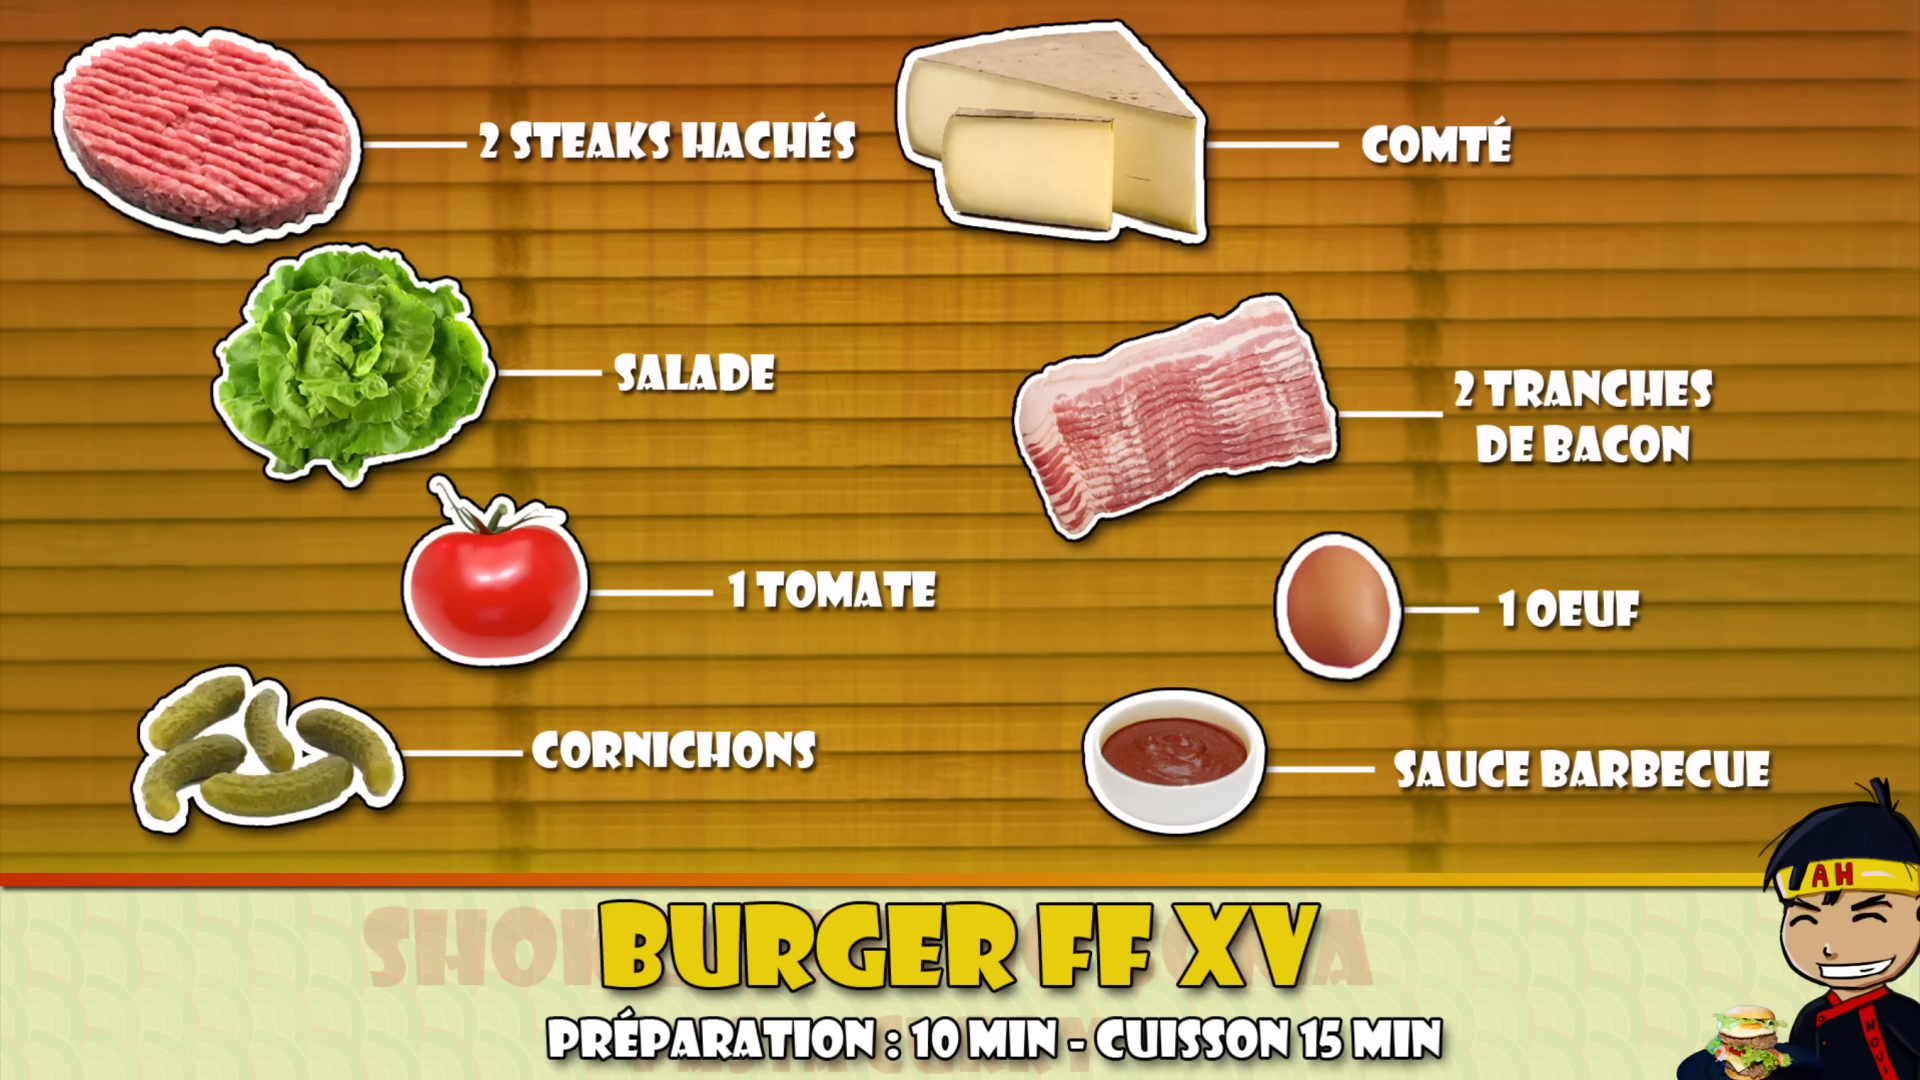 2 STEAKS HACHÉS
COMTÉ
SALADE
2 TRANCHES
DE BACON
1 TOMATE
1 OEUF
CORNICHONS
SAUCE BARBECUE
AH
BURGER FF XV
PRÉPARATION : 10 MIN - CUISSON 15 MIN